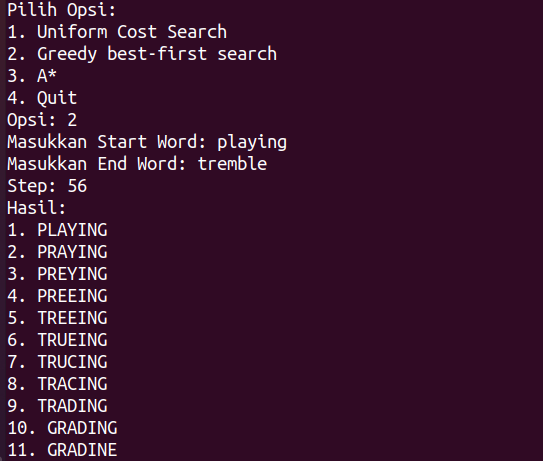 Pilih Opsi:
1. Uniform Cost Search
2. Greedy best-first search
3. A*
4. Quit
Opsi: 2
Masukkan Start Word: playing
Masukkan End Word: tremble
Step: 56
Hasil:
1. PLAYING
2. PRAYING
3. PREYING
4. PREEING
5. TREEING
6. TRUEING
7. TRUCING
8. TRACING
9. TRADING
10. GRADING
11. GRADINE